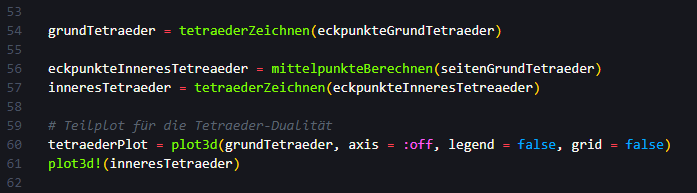 53
54 grundTetraeder = tetraederZeichnen(eckpunkteGrundTetraeder)
55
56 eckpunkteInneresTetreaeder = mittelpunkteBerechnen(seitenGrundTetraeder)
57 inneresTetraeder = tetraederZeichnen(eckpunkteInneresTetreaeder)
58
59 # Teilplot für die Tetraeder-Dualität
60 tetraederPlot = plot3d(grundTetraeder, axis = :off, legend = false, grid = false)
61 plot3d!(inneresTetraeder)
62